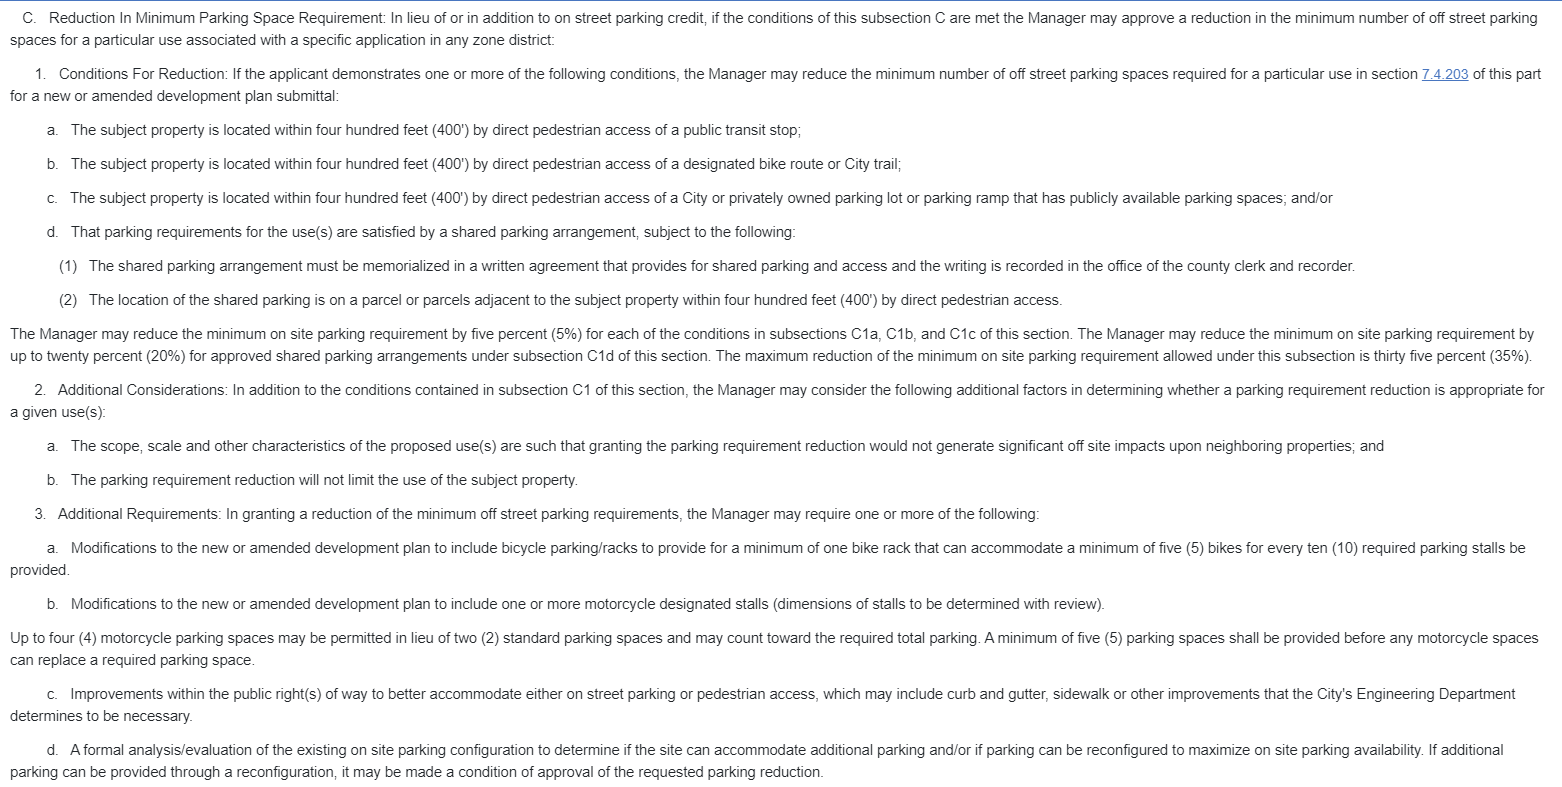 C. Reduction In Minimum Parking Space Requirement: In lieu of or in addition to on street parking credit, if the conditions of this subsection C are met the Manager may approve a reduction in the minimum number of off street parking
spaces for a particular use associated with a specific application in any zone district:
1. Conditions For Reduction: If the applicant demonstrates one or more of the following conditions, the Manager may reduce the minimum number of off street parking spaces required for a particular use in section 7.4.203 of this part
for a new or amended development plan submittal:
a. The subject property is located within four hundred feet (400') by direct pedestrian access of a public transit stop;
b. The subject property is located within four hundred feet (400') by direct pedestrian access of a designated bike route or City trail;
c. The subject property is located within four hundred feet (400') by direct pedestrian access of a City or privately owned parking lot or parking ramp that has publicly available parking spaces; and/or
d. That parking requirements for the use(s) are satisfied by a shared parking arrangement, subject to the following:
(1) The shared parking arrangement must be memorialized in a written agreement that provides for shared parking and access and the writing is recorded in the office of the county clerk and recorder.
(2) The location of the shared parking is on a parcel or parcels adjacent to the subject property within four hundred feet (400') by direct pedestrian access.
The Manager may reduce the minimum on site parking requirement by five percent (5%) for each of the conditions in subsections C1a, C1b, and C1c of this section. The Manager may reduce the minimum on site parking requirement by
up to twenty percent (20%) for approved shared parking arrangements under subsection C1d of this section. The maximum reduction of the minimum on site parking requirement allowed under this subsection is thirty five percent (35%).
2. Additional Considerations: In addition to the conditions contained in subsection C1 of this section, the Manager may consider the following additional factors in determining whether a parking requirement reduction is appropriate for
a given use(s):
a. The scope, scale and other characteristics of the proposed use(s) are such that granting the parking requirement reduction would not generate significant off site impacts upon neighboring properties; and
b. The parking requirement reduction will not limit the use of the subject property.
3. Additional Requirements: In granting a reduction of the minimum off street parking requirements, the Manager may require one or more of the following:
a. Modifications to the new or amended development plan to include bicycle parking/racks to provide for a minimum of one bike rack that can accommodate a minimum of five (5) bikes for every ten (10) required parking stalls be
provided.
b. Modifications to the new or amended development plan to include one or more motorcycle designated stalls (dimensions of stalls to be determined with review).
Up to four (4) motorcycle parking spaces may be permitted in lieu of two (2) standard parking spaces and may count toward the required total parking. A minimum of five (5) parking spaces shall be provided before any motorcycle spaces
can replace a required parking space.
c. Improvements within the public right(s) of way to better accommodate either on street parking or pedestrian access, which may include curb and gutter, sidewalk or other improvements that the City's Engineering Department
determines to be necessary.
d. A formal analysis/evaluation of the existing on site parking configuration to determine if the site can accommodate additional parking and/or if parking can be reconfigured to maximize on site parking availability. If additional
parking can be provided through a reconfiguration, it may be made a condition of approval of the requested parking reduction.